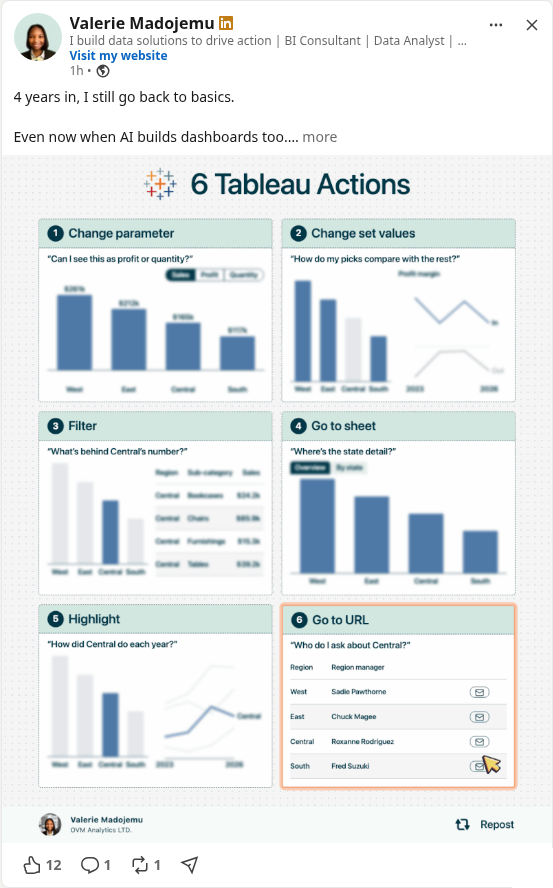 Valerie Madojemu in
I build data solutions to drive action | BI Consultant | Data Analyst | ...
Visit my website
1h •
4 years in, I still go back to basics.
Even now when AI builds dashboards too.... more
6 Tableau Actions
1 Change parameter
"Can I see this as profit or quantity?"
Sales Profit Quantity
West East Central South
2 Change set values
"How do my picks compare with the rest?"
Profit margin
In
Out
West East Central South
2023 2026
3 Filter
"What's behind Central's number?"
Region Sub-category Sales
Central Bookcases
Central Chairs
Central Furnishings
Central Tables
West East Central South
4 Go to sheet
"Where's the state detail?"
Overview By state
West East Central South
5 Highlight
"How did Central do each year?"
Central
West East Central South
2023 2026
6 Go to URL
"Who do I ask about Central?"
Region Region manager
West Sadie Pawthorne
East Chuck Magee
Central Roxanne Rodriguez
South Fred Suzuki
Valerie Madojemu
OVM Analytics LTD.
Repost
12 1 1